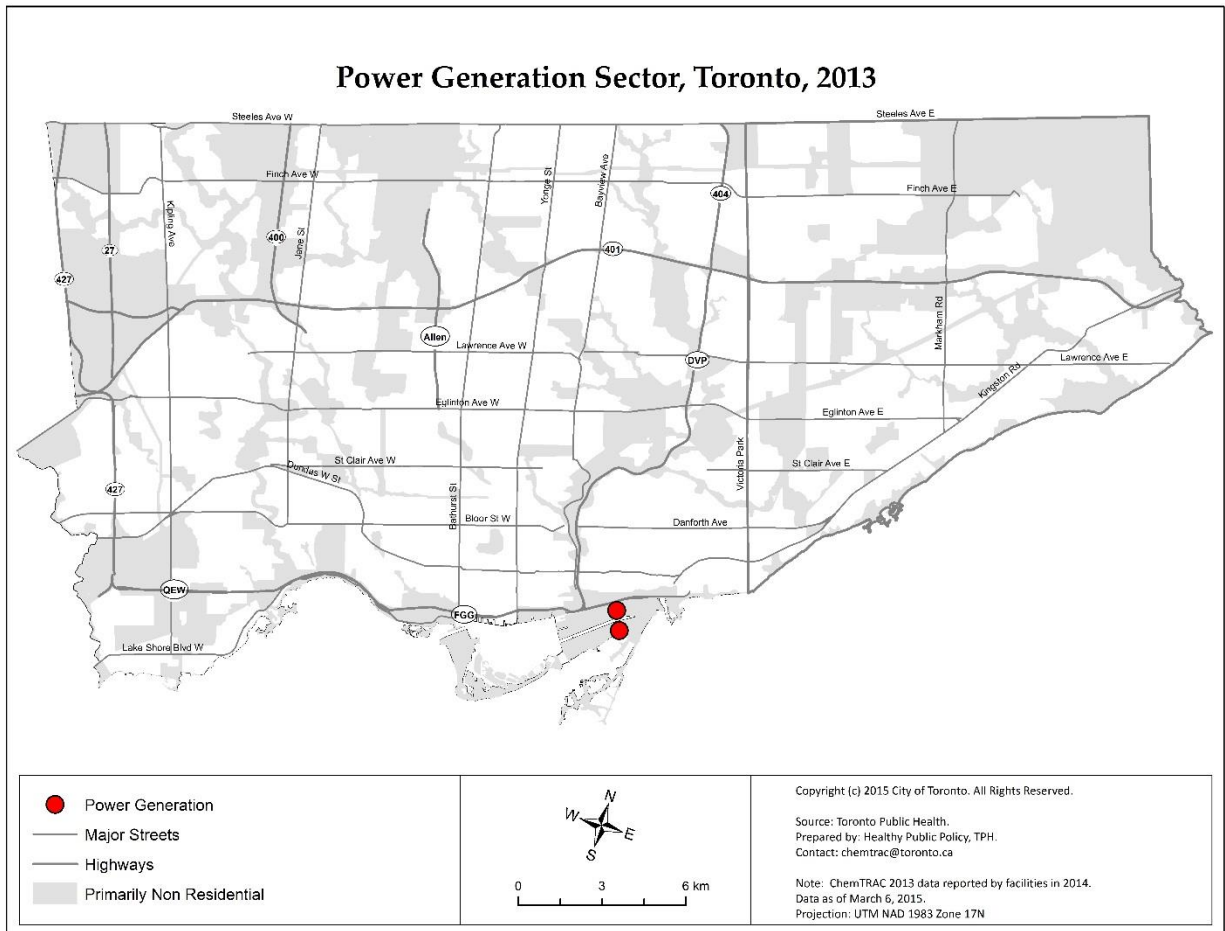 Power Generation Sector, Toronto, 2013
Steeles Ave W
Steeles Ave E
Finch Ave W
Finch Ave E
Kipling Ave
Jane St
Yonge St
Bayview Ave
404
400
27
427
401
Allen
Markham Rd
Lawrence Ave W
DVP
Lawrence Ave E
Kingston Rd
Eglinton Ave W
Eglinton Ave E
St Clair Ave W
Dundas W St
Victoria Park
St Clair Ave E
427
Bathurst St
Bloor St W
Danforth Ave
QEW
FGG
Lake Shore Blvd W
Power Generation
Major Streets
Highways
Primarily Non Residential
N
W
E
S
0 3 6 km
Copyright (c) 2015 City of Toronto. All Rights Reserved.
Source: Toronto Public Health.
Prepared by: Healthy Public Policy, TPH.
Contact: chemtrac@toronto.ca
Note: ChemTRAC 2013 data reported by facilities in 2014.
Data as of March 6, 2015.
Projection: UTM NAD 1983 Zone 17N